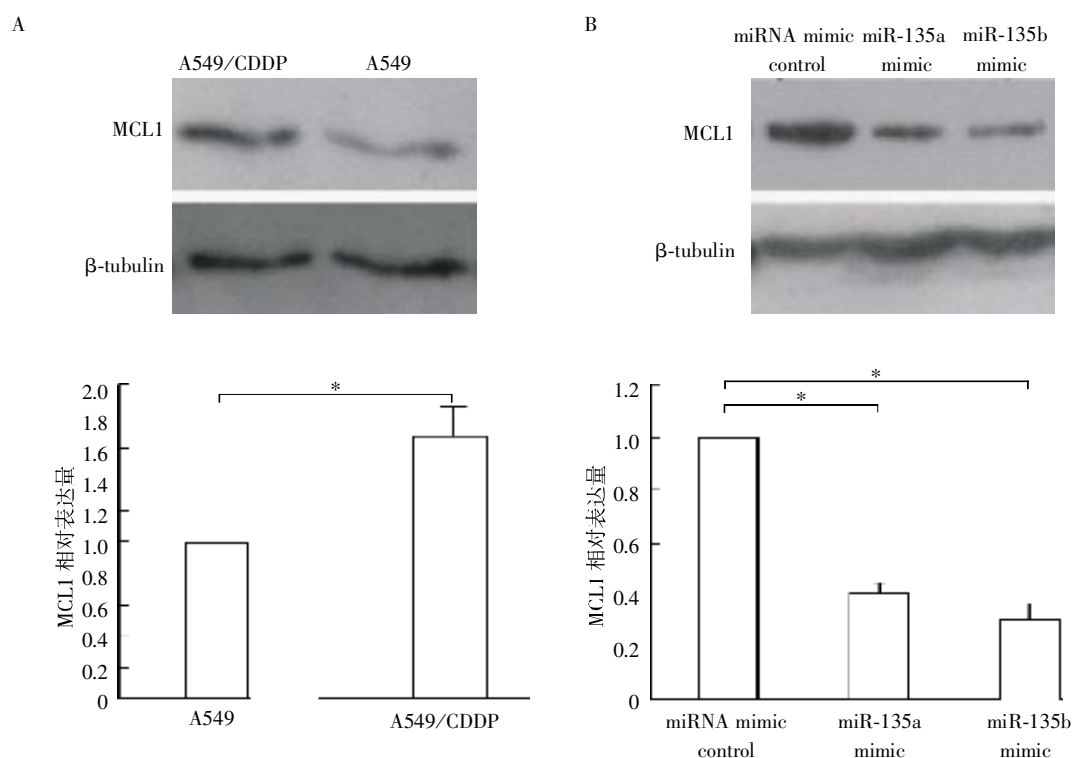 A
A549/CDDP A549
MCL1
β-tubulin
*
2.0
1.8
1.6
1.4
1.2
1.0
0.8
0.6
0.4
0.2
0
MCL1 相对表达量
A549 A549/CDDP
B
miRNA mimic control
miR-135a mimic
miR-135b mimic
MCL1
β-tubulin
*
*
1.2
1.0
0.8
0.6
0.4
0.2
0
MCL1 相对表达量
miRNA mimic control
miR-135a mimic
miR-135b mimic